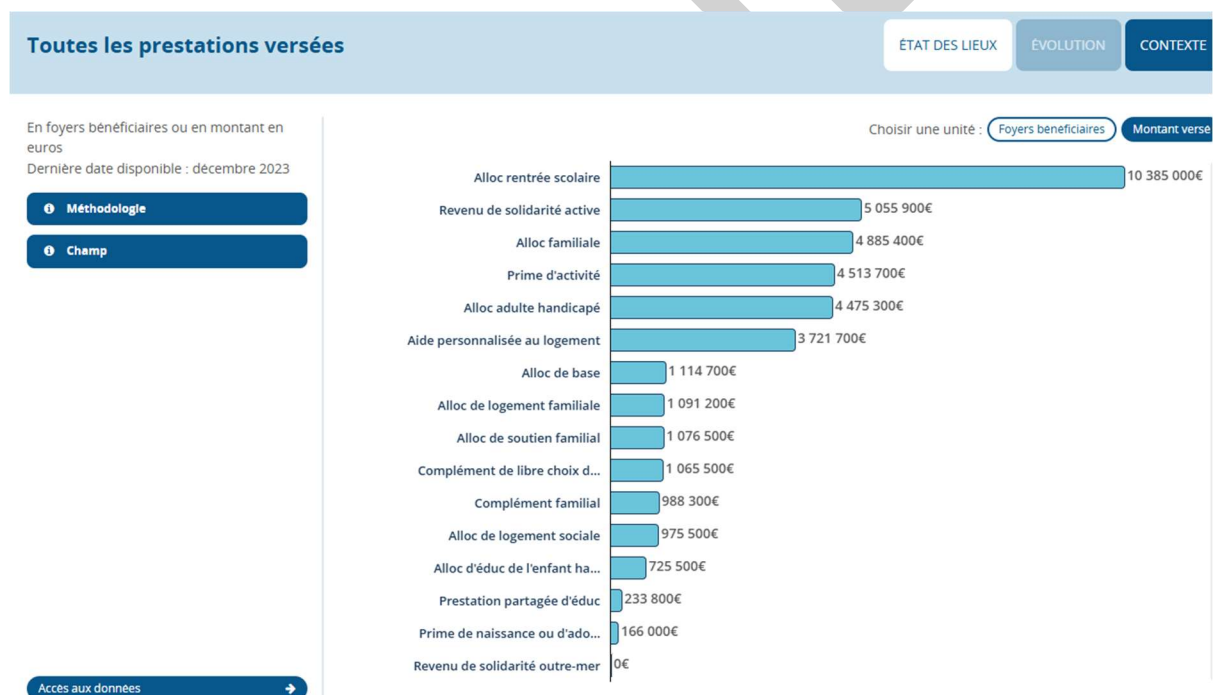 Toutes les prestations versées
ÉTAT DES LIEUX
ÉVOLUTION
CONTEXTE
En foyers bénéficiaires ou en montant en
euros
Dernière date disponible : décembre 2023
Méthodologie
Champ
Choisir une unité :
Foyers bénéficiaires
Montant versé
Alloc rentrée scolaire 10 385 000€
Revenu de solidarité active 5 055 900€
Alloc familiale 4 885 400€
Prime d'activité 4 513 700€
Alloc adulte handicapé 4 475 300€
Aide personnalisée au logement 3 721 700€
Alloc de base 1 114 700€
Alloc de logement familiale 1 091 200€
Alloc de soutien familial 1 076 500€
Complément de libre choix d... 1 065 500€
Complément familial 988 300€
Alloc de logement sociale 975 500€
Alloc d'éduc de l'enfant ha... 725 500€
Prestation partagée d'éduc 233 800€
Prime de naissance ou d'ado... 166 000€
Revenu de solidarité outre-mer 0€
Accès aux données